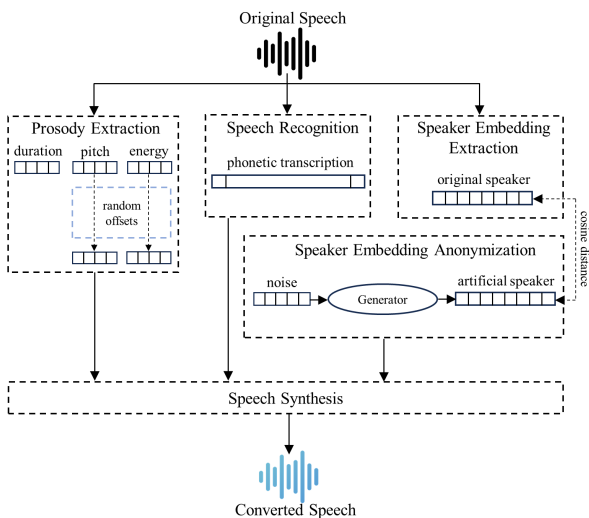 Original Speech
Prosody Extraction
duration pitch energy
random
offsets
Speech Recognition
phonetic transcription
Speaker Embedding
Extraction
original speaker
cosine distance
Speaker Embedding Anonymization
noise
Generator
artificial speaker
Speech Synthesis
Converted Speech